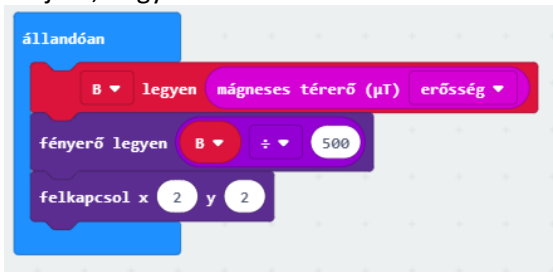 állandóan
B legyen mágneses térerő (µT) erősség
fényerő legyen B ÷ 500
felkapcsol x 2 y 2